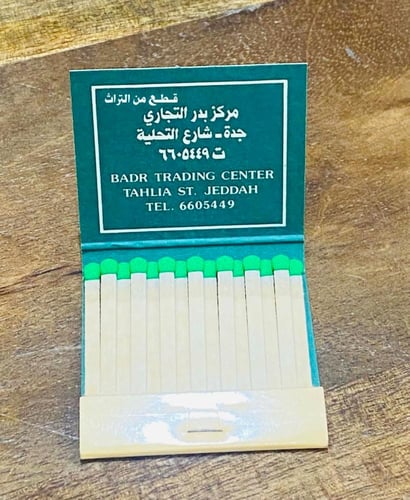 قطع من التراث
مركز بدر التجاري
جدة - شارع التحلية
ت ٦٦٠٥٤٤٩
BADR TRADING CENTER
TAHLIA ST. JEDDAH
TEL. 6605449